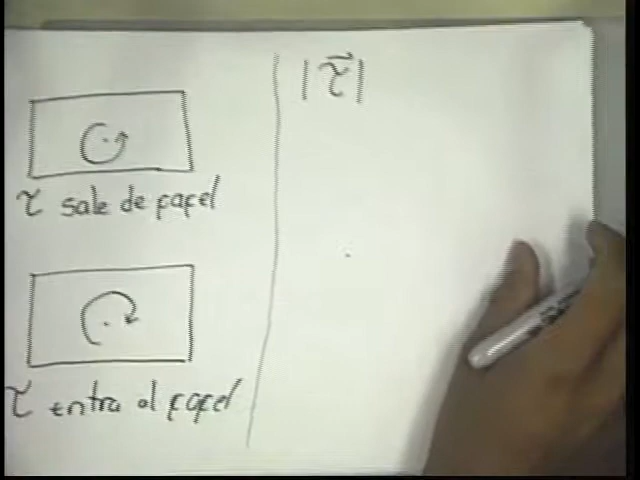 τ sale de papel
τ entra al papel
|τ⃗|